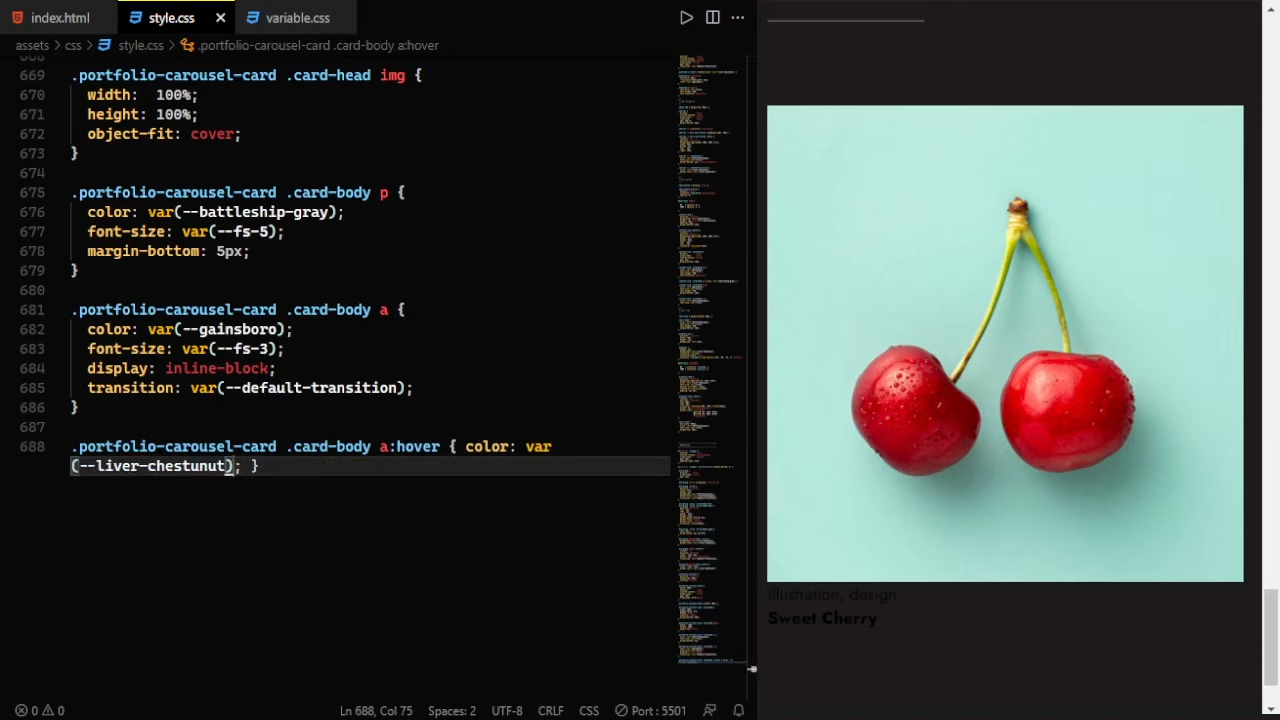 index.html style.css variable.css
assets > css > style.css > .portfolio-carousel-card .card-body a:hover
668
669 .portfolio-carousel-card .card-head img {
670 width:  100%;
671 height: 100%;
672 object-fit: cover;
673 }
674
675 .portfolio-carousel-card .card-body p {
676 color: var(--battleship-gray);
677 font-size: var(--fs-5);
678 margin-bottom: 5px;
679 }
680
681 .portfolio-carousel-card .card-body a {
682 color: var(--gainsboro);
683 font-size: var(--fs-3);
684 display: inline-block;
685 transition: var(--default-transition);
686 }
687
688 .portfolio-carousel-card .card-body a:hover { color: var
(--liver-chestunut); }
illustration, design
Sweet Cherry
0 0 Ln 688, Col 75 Spaces: 2 UTF-8 CRLF CSS Port : 5501